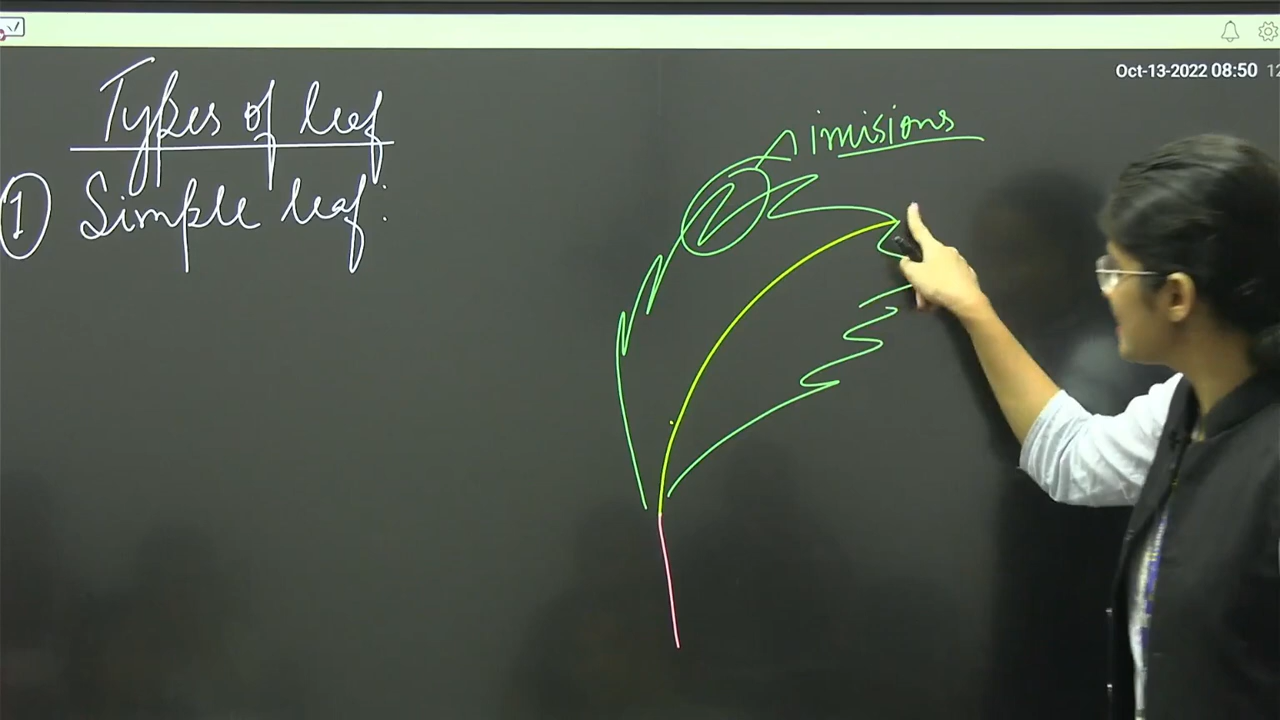 Oct-13-2022 08:50
Types of leaf
① Simple leaf:
imisions